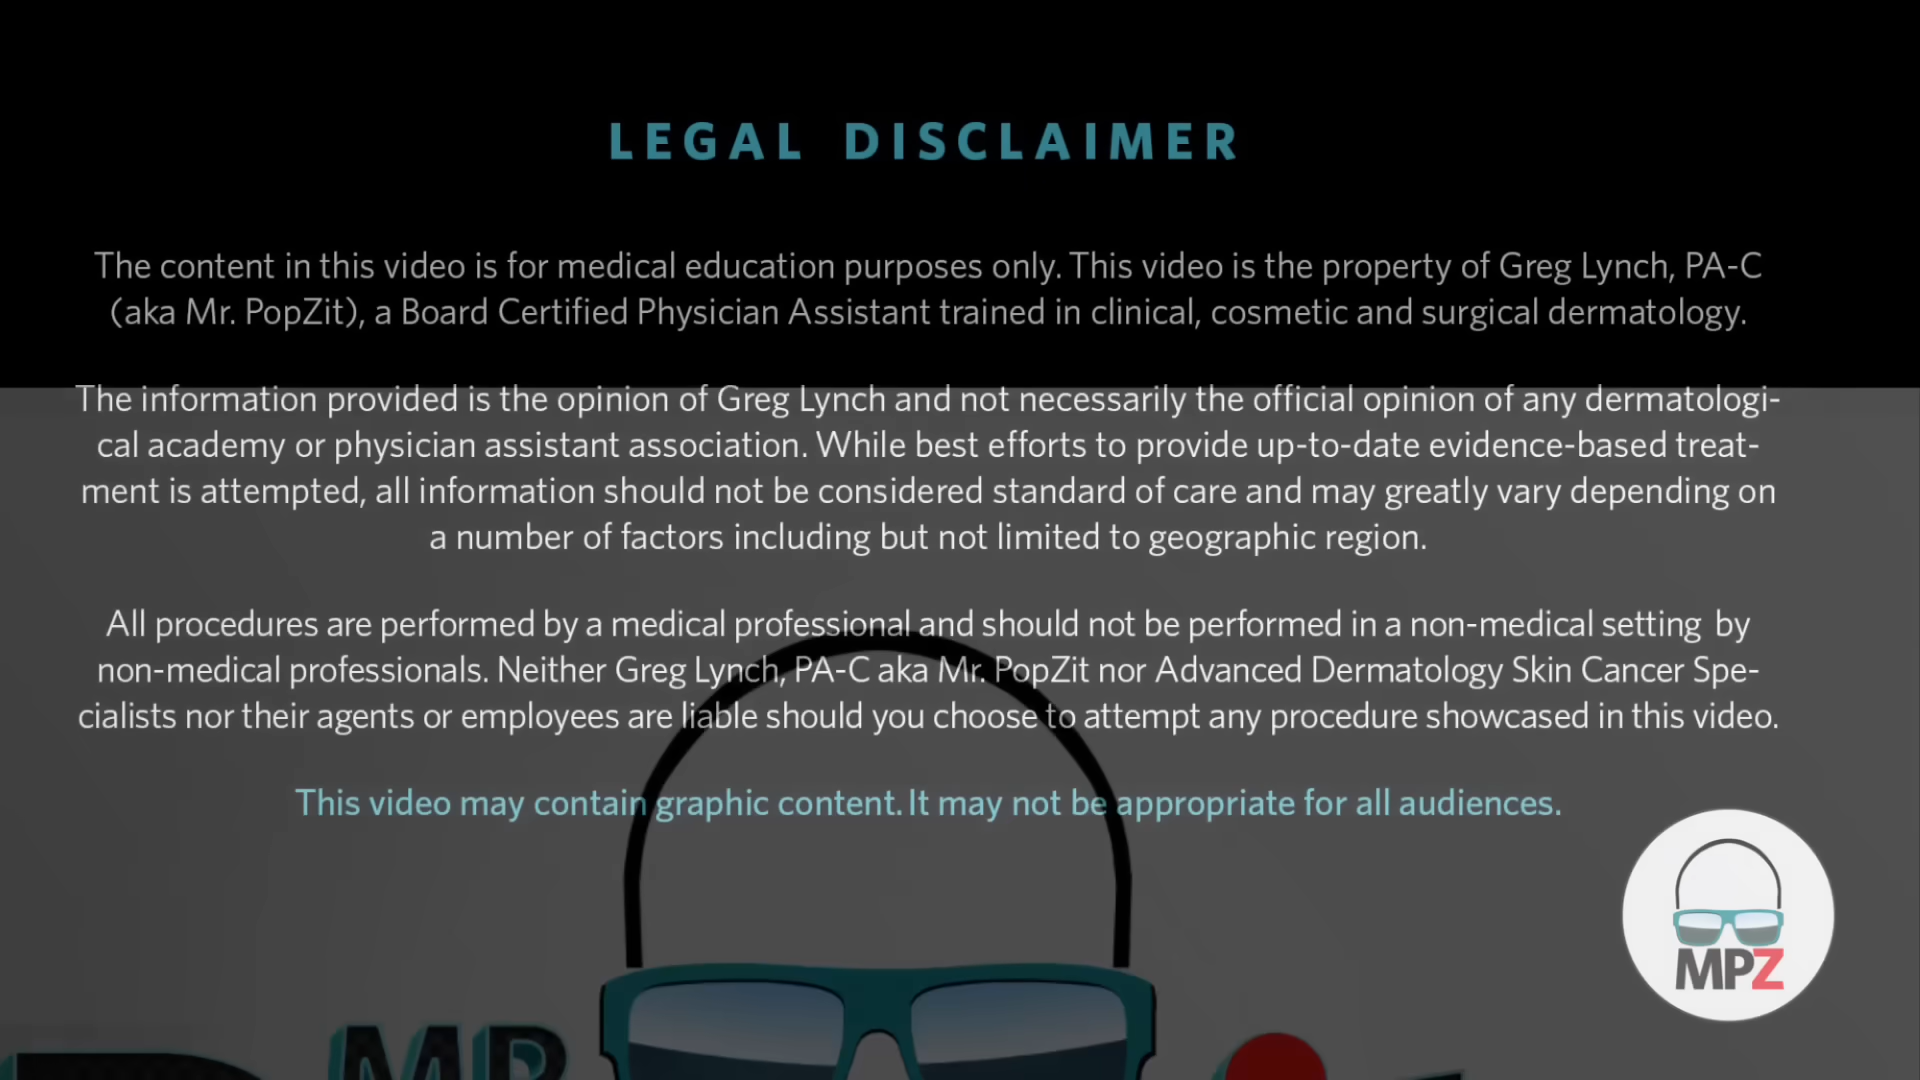 LEGAL DISCLAIMER
The content in this video is for medical education purposes only. This video is the property of Greg Lynch, PA-C
(aka Mr. PopZit), a Board Certified Physician Assistant trained in clinical, cosmetic and surgical dermatology.
The information provided is the opinion of Greg Lynch and not necessarily the official opinion of any dermatologi-
cal academy or physician assistant association. While best efforts to provide up-to-date evidence-based treat-
ment is attempted, all information should not be considered standard of care and may greatly vary depending on
a number of factors including but not limited to geographic region.
All procedures are performed by a medical professional and should not be performed in a non-medical setting by
non-medical professionals. Neither Greg Lynch, PA-C aka Mr. PopZit nor Advanced Dermatology Skin Cancer Spe-
cialists nor their agents or employees are liable should you choose to attempt any procedure showcased in this video.
This video may contain graphic content. It may not be appropriate for all audiences.
MPZ
MR